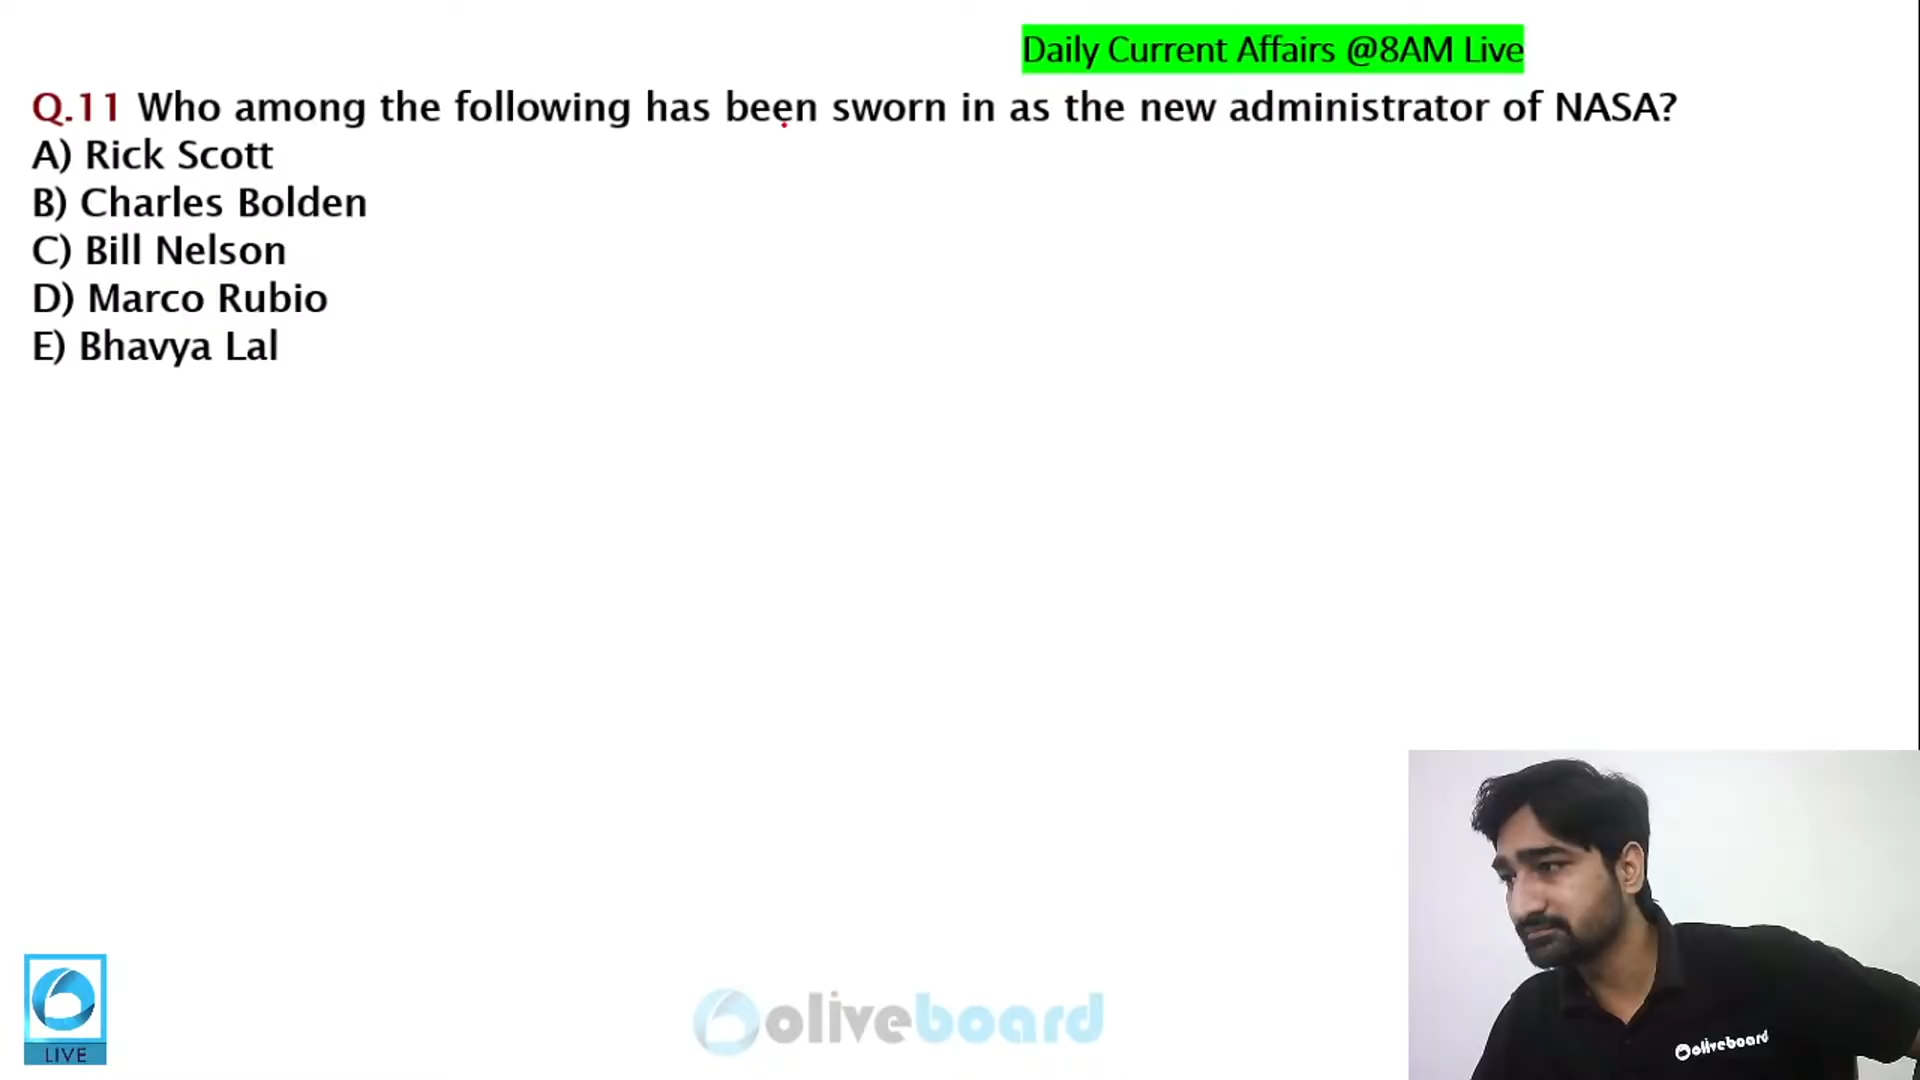 Daily Current Affairs @8AM Live
Q.11 Who among the following has been sworn in as the new administrator of NASA?
A) Rick Scott
B) Charles Bolden
C) Bill Nelson
D) Marco Rubio
E) Bhavya Lal
LIVE
oliveboard
oliveboard